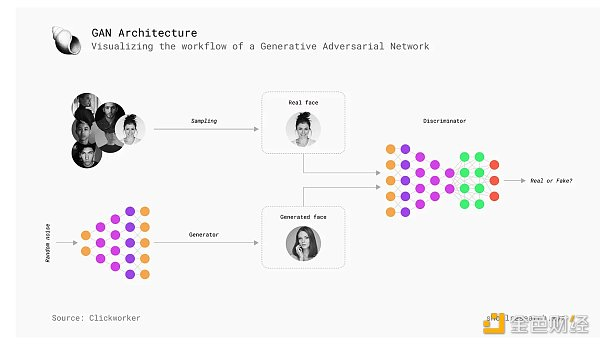 GAN Architecture
Visualizing the workflow of a Generative Adversarial Network
Real face
Sampling
Discriminator
Real or Fake?
Generated face
Generator
Random noise
Source: Clickworker
金色财经